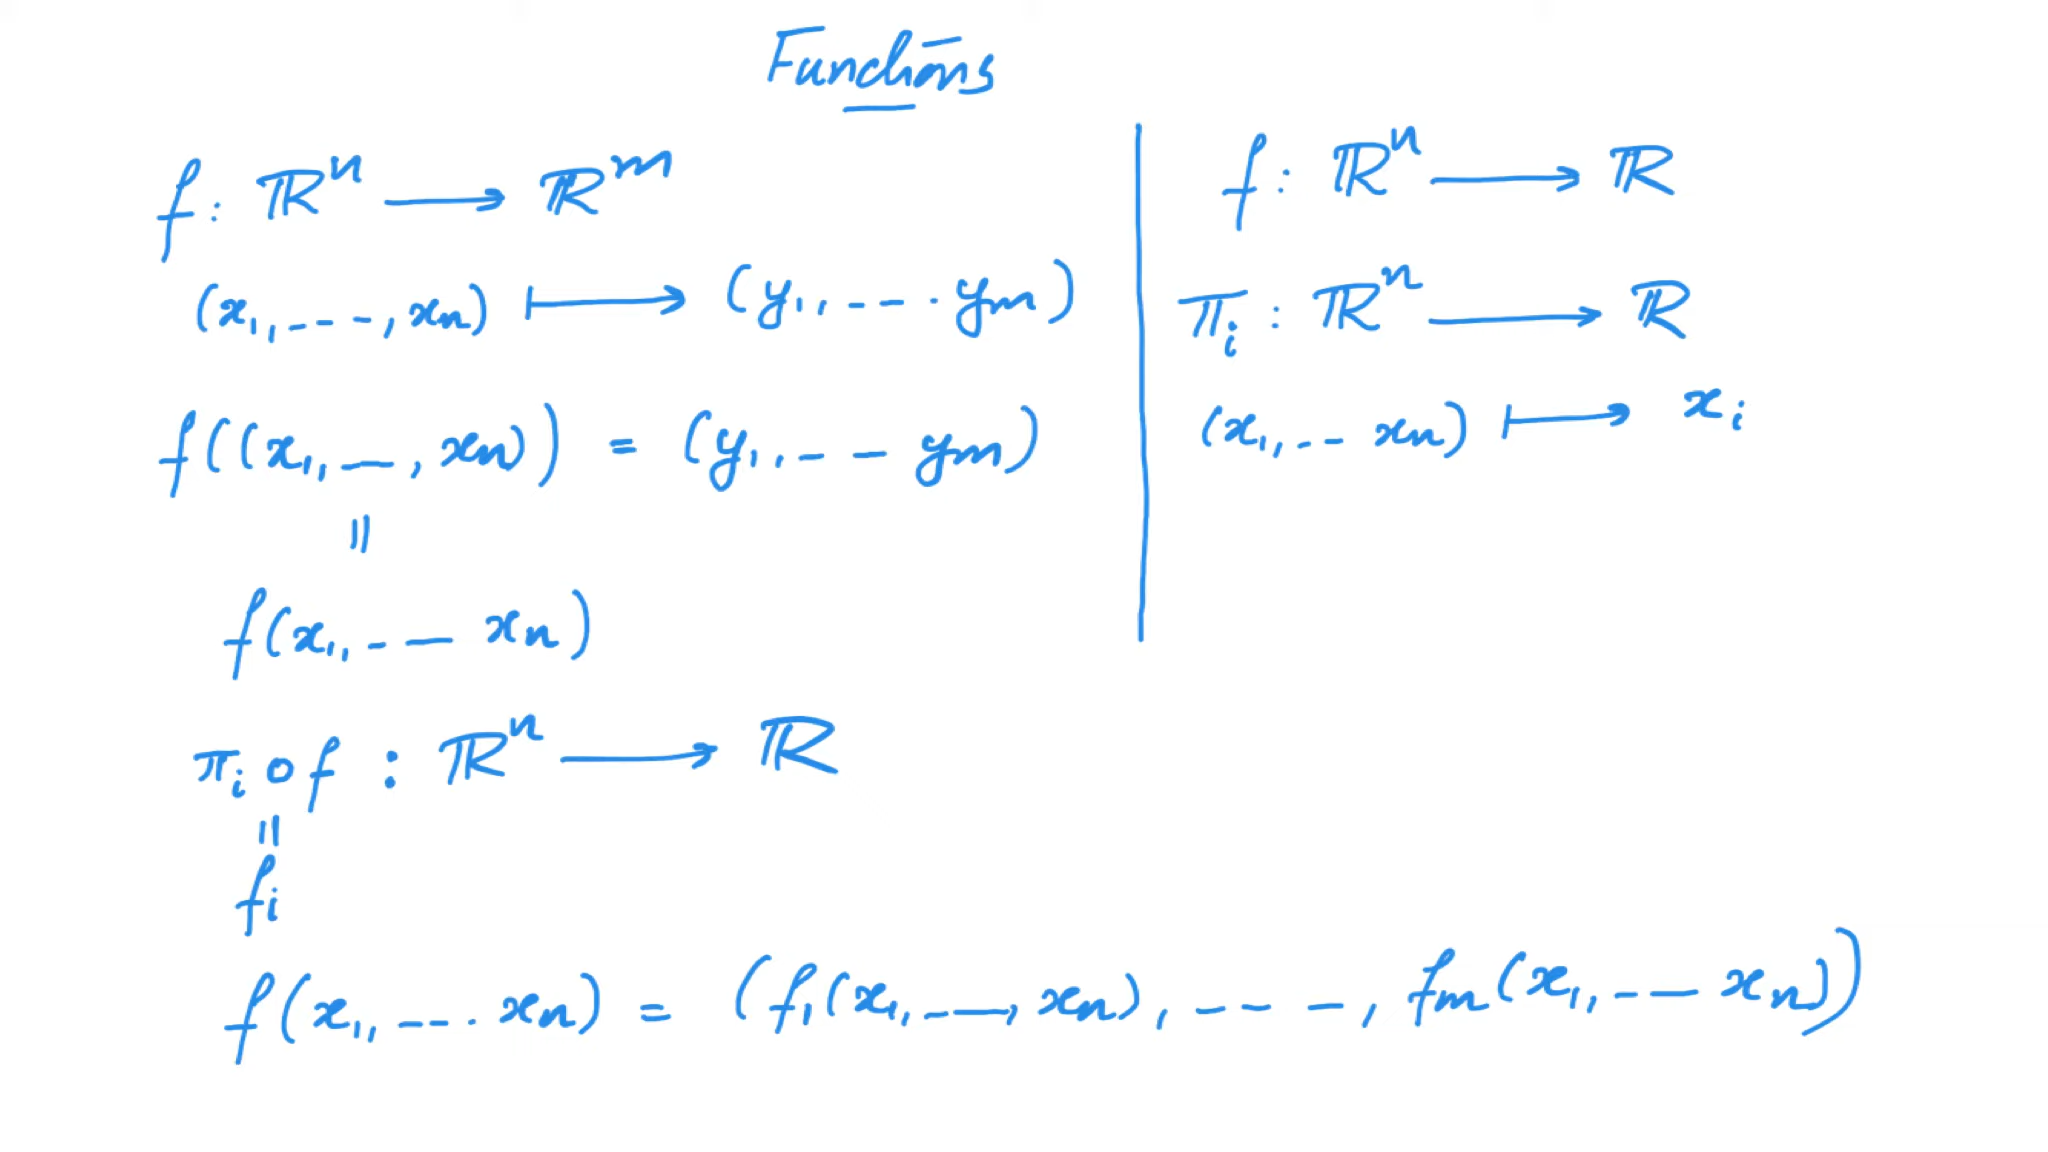 Functions
f : ℝⁿ ⟶ ℝᵐ
(x₁, - - -, xₙ) ⟼ (y₁, - - - · yₘ)
f((x₁, —, xₙ)) = (y₁, - — yₘ)
||
f(x₁, - — xₙ)
πᵢ ∘ f : ℝⁿ ⟶ ℝ
||
fᵢ
f : ℝⁿ ⟶ ℝ
πᵢ : ℝⁿ ⟶ ℝ
(x₁, - - xₙ) ⟼ xᵢ
f(x₁, - - · xₙ) = (f₁(x₁, - —, xₙ), - - - -, fₘ(x₁, - — xₙ))